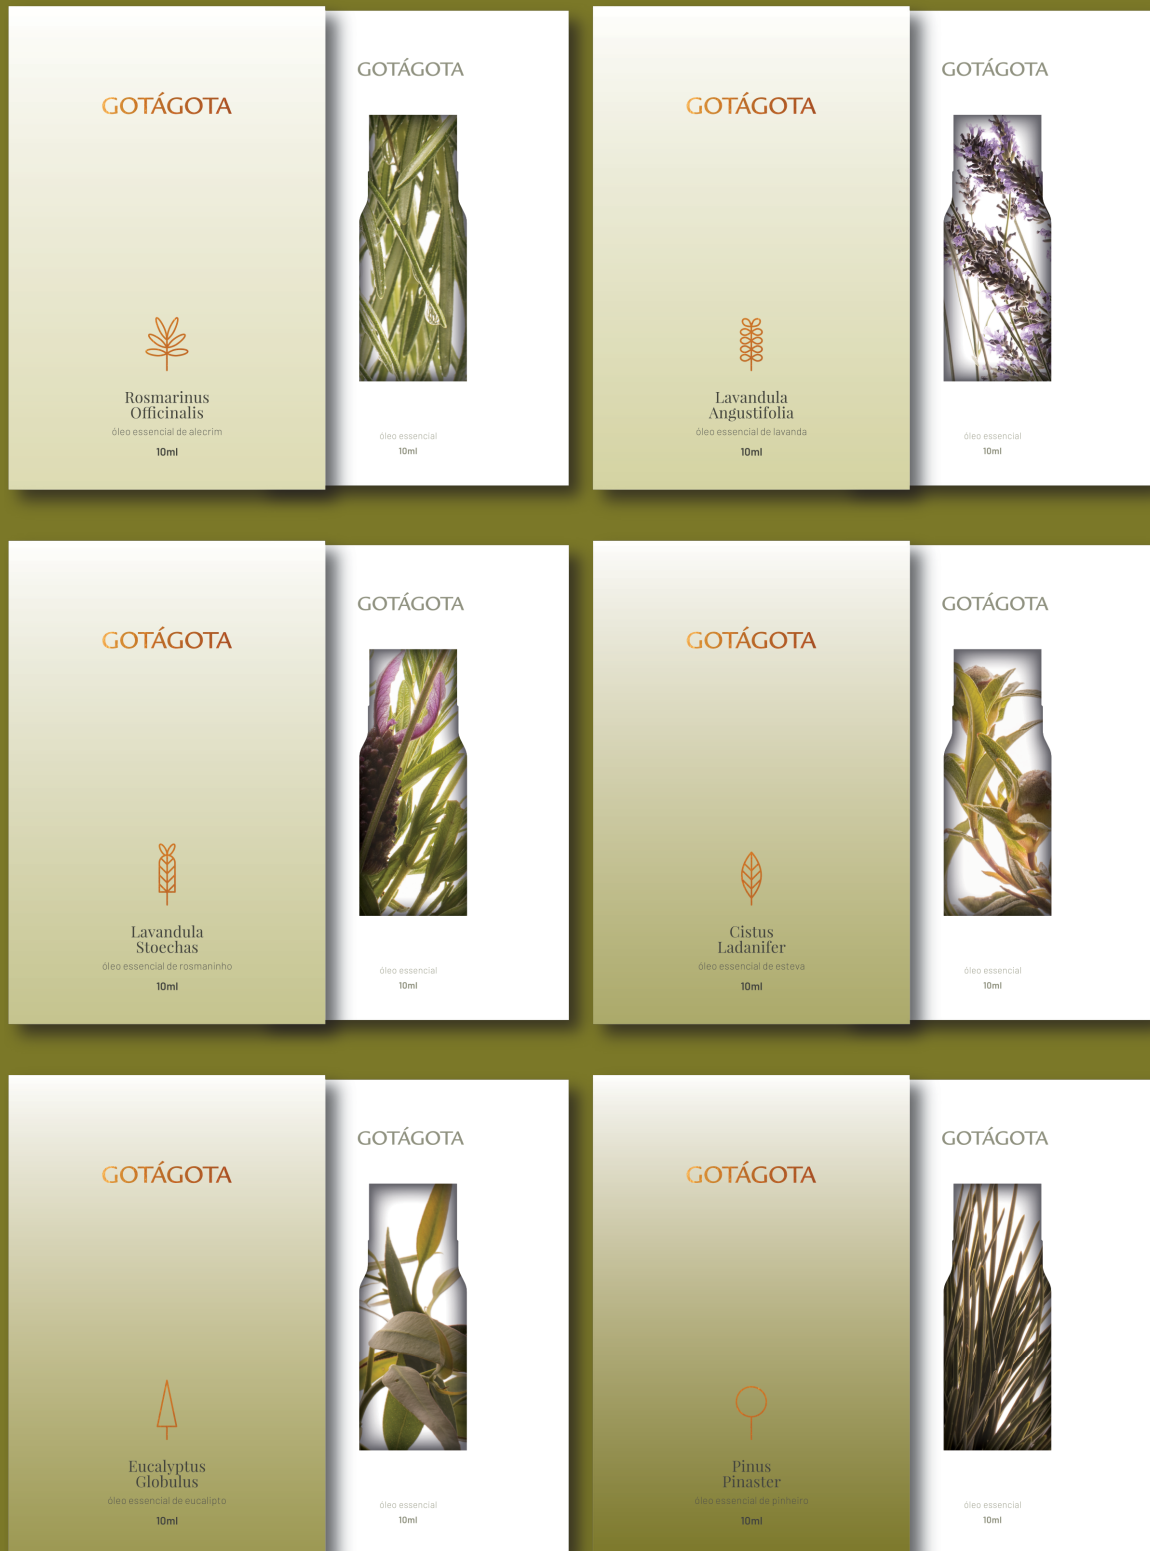 GOTÁGOTA
Rosmarinus
Officinalis
óleo essencial de alecrim
10ml
GOTÁGOTA
óleo essencial
10ml
GOTÁGOTA
Lavandula
Angustifolia
óleo essencial de lavanda
10ml
GOTÁGOTA
óleo essencial
10ml
GOTÁGOTA
Lavandula
Stoechas
óleo essencial de rosmaninho
10ml
GOTÁGOTA
óleo essencial
10ml
GOTÁGOTA
Cistus
Ladanifer
óleo essencial de esteva
10ml
GOTÁGOTA
óleo essencial
10ml
GOTÁGOTA
Eucalyptus
Globulus
óleo essencial de eucalipto
10ml
GOTÁGOTA
óleo essencial
10ml
GOTÁGOTA
Pinus
Pinaster
óleo essencial de pinheiro
10ml
GOTÁGOTA
óleo essencial
10ml